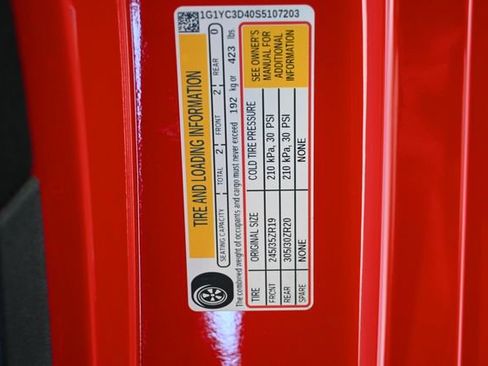 1G1YC3D40S5107203
TIRE AND LOADING INFORMATION
SEATING CAPACITY TOTAL 2 FRONT 2 REAR 0
The combined weight of occupants and cargo must never exceed 192 kg or 423 lbs
TIRE ORIGINAL SIZE COLD TIRE PRESSURE
FRONT 245/35ZR19 210 kPa, 30 PSI
REAR 305/30ZR20 210 kPa, 30 PSI
SPARE NONE NONE
SEE OWNER'S
MANUAL FOR
ADDITIONAL
INFORMATION